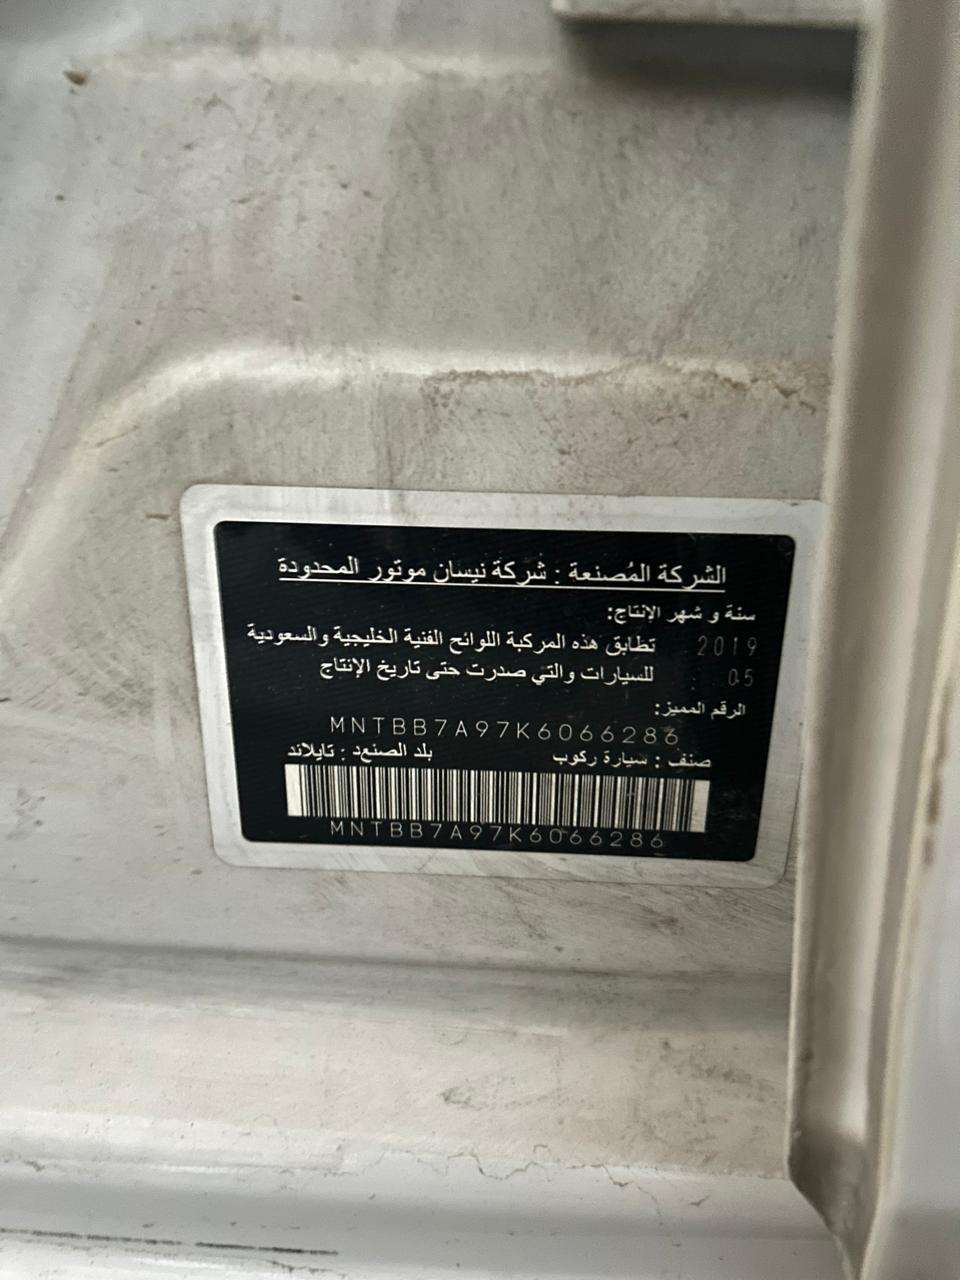 الشركة المُصنعة : شركة نيسان موتور المحدودة
سنة و شهر الإنتاج:
2019 تطابق هذه المركبة اللوائح الفنية الخليجية والسعودية
05 للسيارات والتي صدرت حتى تاريخ الإنتاج
الرقم المميز:
MNTBB7A97K6066286
صنف : سيارة ركوب بلد الصنع : تايلاند
MNTBB7A97K6066286